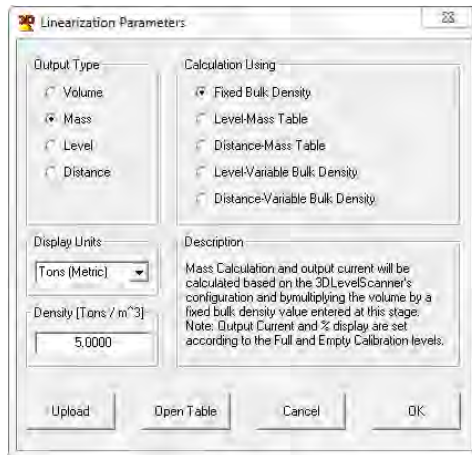 Linearization Parameters
Output Type
Volume
Mass
Level
Distance
Calculation Using
Fixed Bulk Density
Level-Mass Table
Distance-Mass Table
Level-Variable Bulk Density
Distance-Variable Bulk Density
Display Units
Tons (Metric)
Density [Tons / m^3]
5.0000
Description
Mass Calculation and output current will be
calculated based on the 3DLevelScanner's
configuration and bymultiplying the volume by a
fixed bulk density value entered at this stage.
Note: Output Current and % display are set
according to the Full and Empty Calibration levels.
Upload
Open Table
Cancel
OK